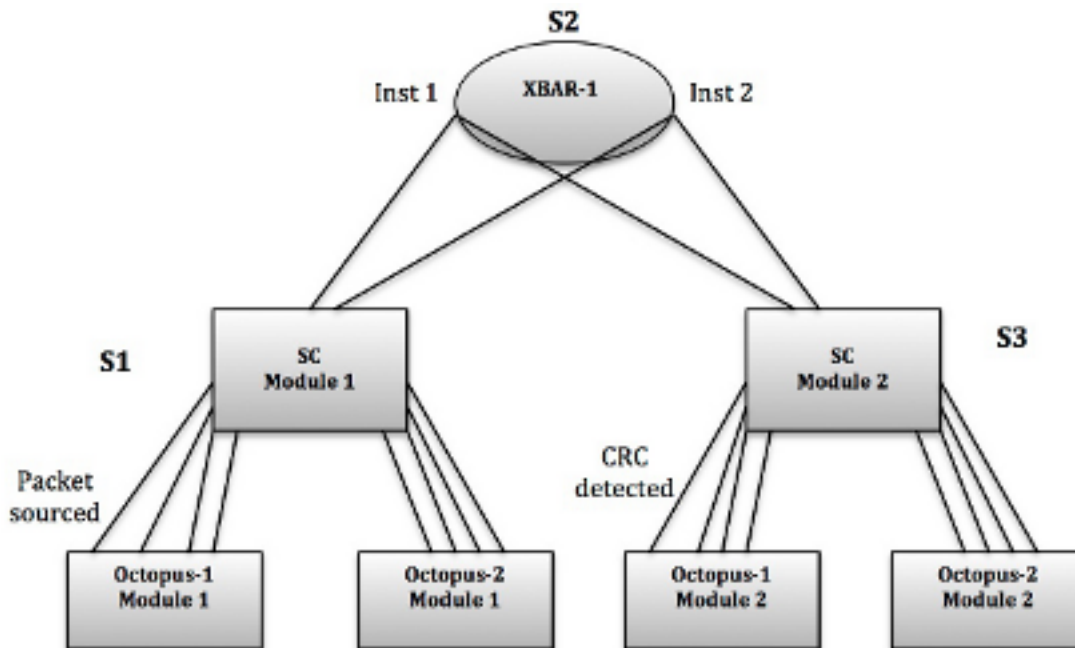 S2
Inst 1
XBAR-1
Inst 2
S1
SC
Module 1
SC
Module 2
S3
Packet
sourced
CRC
detected
Octopus-1
Module 1
Octopus-2
Module 1
Octopus-1
Module 2
Octopus-2
Module 2